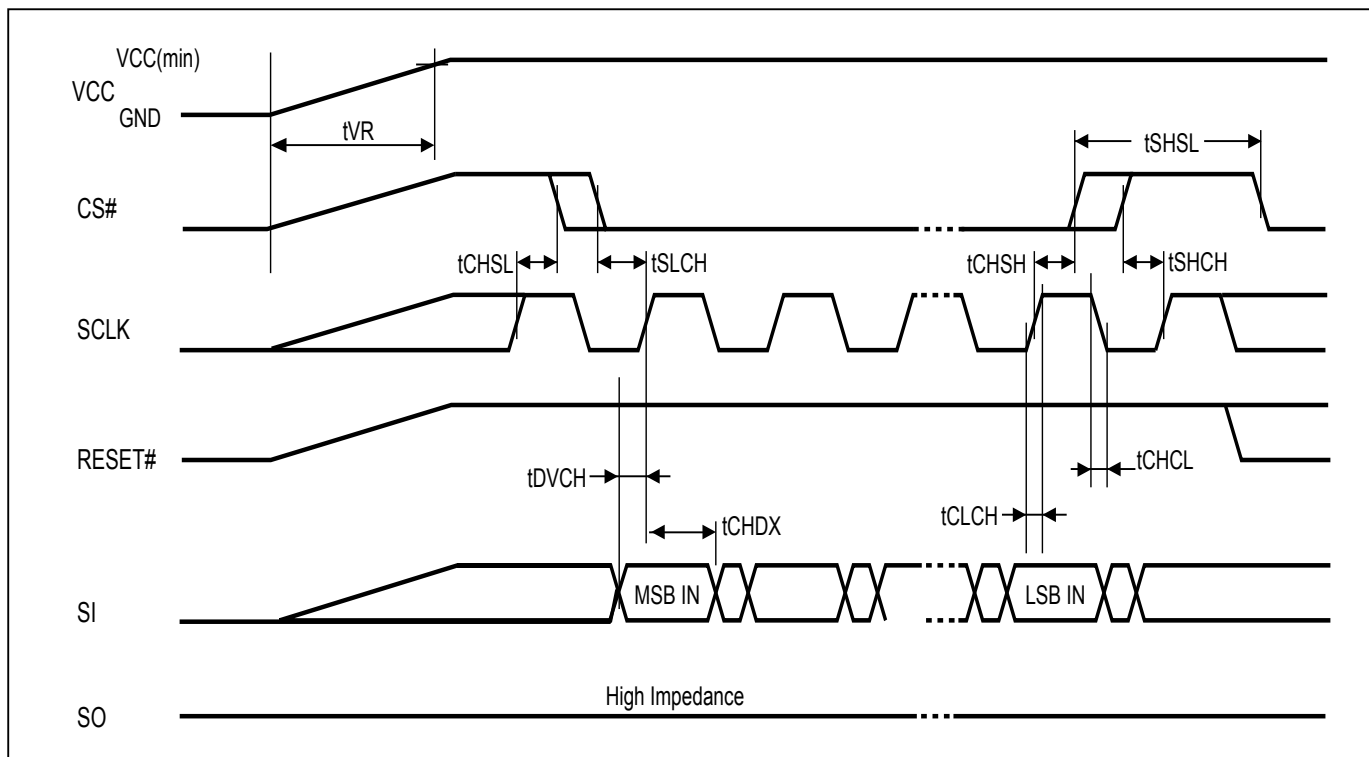 VCC(min)
VCC
GND
tVR
tSHSL
CS#
tCHSL
tSLCH
tCHSH
tSHCH
SCLK
RESET#
tDVCH
tCHCL
tCLCH
tCHDX
SI
MSB IN
LSB IN
High Impedance
SO